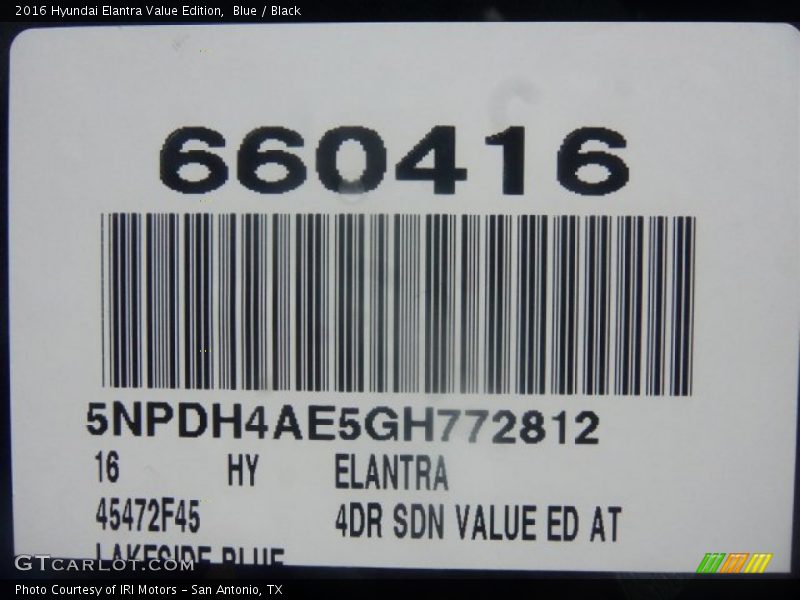 2016 Hyundai Elantra Value Edition, Blue / Black
660416
5NPDH4AE5GH772812
16 HY ELANTRA
45472F45 4DR SDN VALUE ED AT
LAKESIDE BLUE
GTCARLOT.COM
Photo Courtesy of IRI Motors - San Antonio, TX